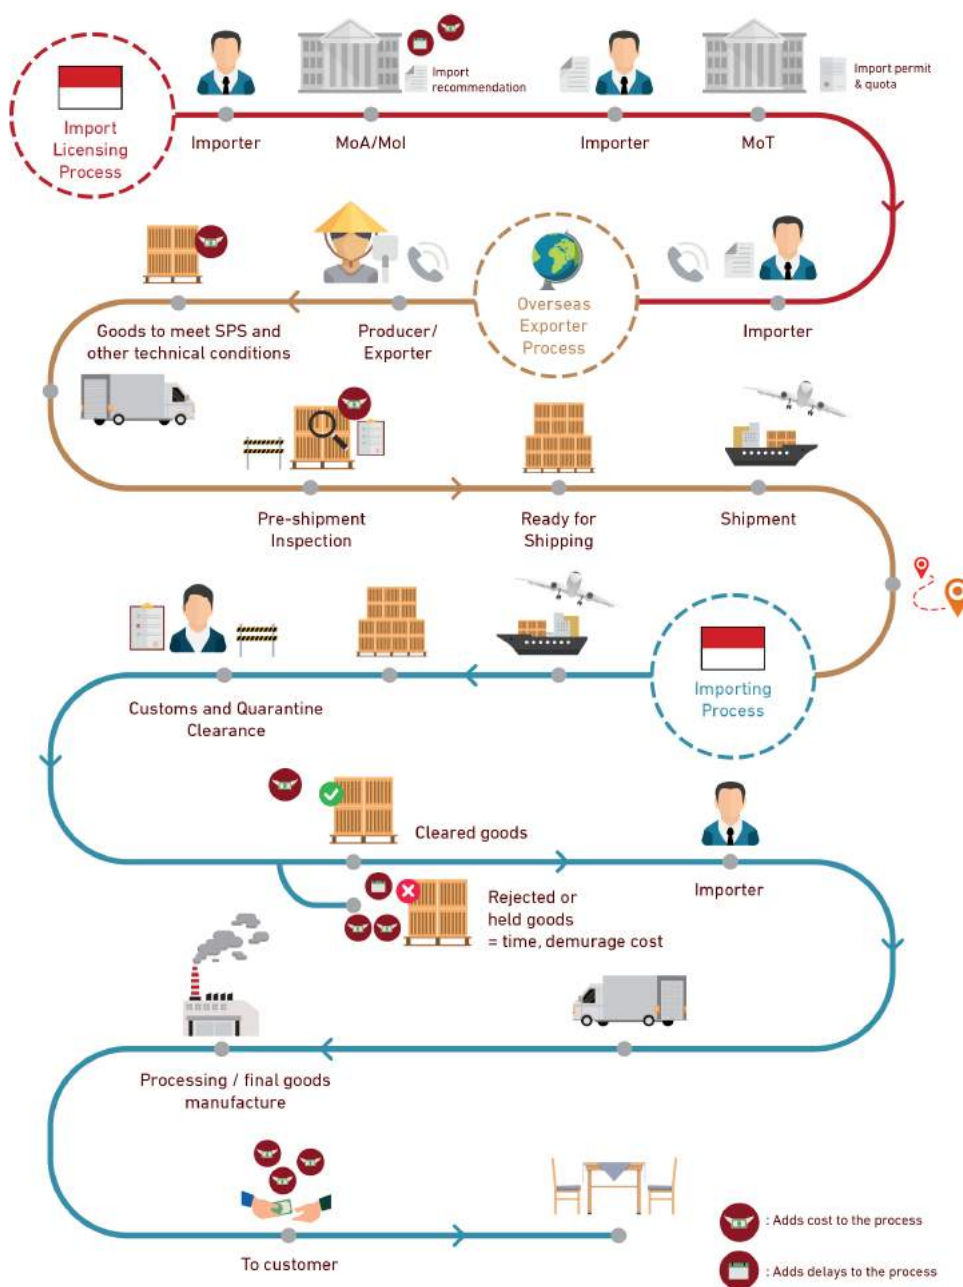 Import
Licensing
Process
Importer
MoA/MoI
Import
recommendation
Importer
MoT
Import permit
& quota
Importer
Overseas
Exporter
Process
Producer/
Exporter
Goods to meet SPS and
other technical conditions
Pre-shipment
Inspection
Ready for
Shipping
Shipment
Importing
Process
Customs and Quarantine
Clearance
Cleared goods
Importer
Rejected or
held goods
= time, demurage cost
Processing / final goods
manufacture
To customer
: Adds cost to the process
: Adds delays to the process